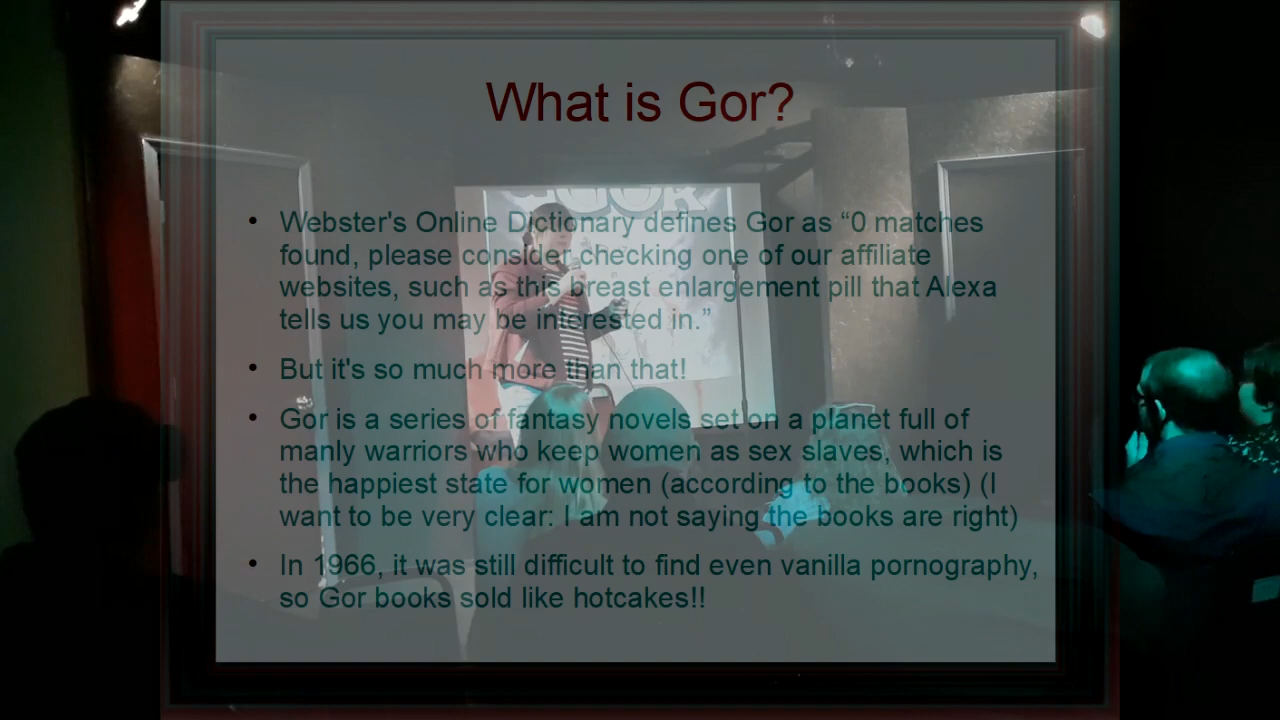 What is Gor?
GOR
• Webster's Online Dictionary defines Gor as “0 matches
found, please consider checking one of our affiliate
websites, such as this breast enlargement pill that Alexa
tells us you may be interested in.”
• But it's so much more than that!
• Gor is a series of fantasy novels set on a planet full of
manly warriors who keep women as sex slaves, which is
the happiest state for women (according to the books) (I
want to be very clear: I am not saying the books are right)
• In 1966, it was still difficult to find even vanilla pornography,
so Gor books sold like hotcakes!!